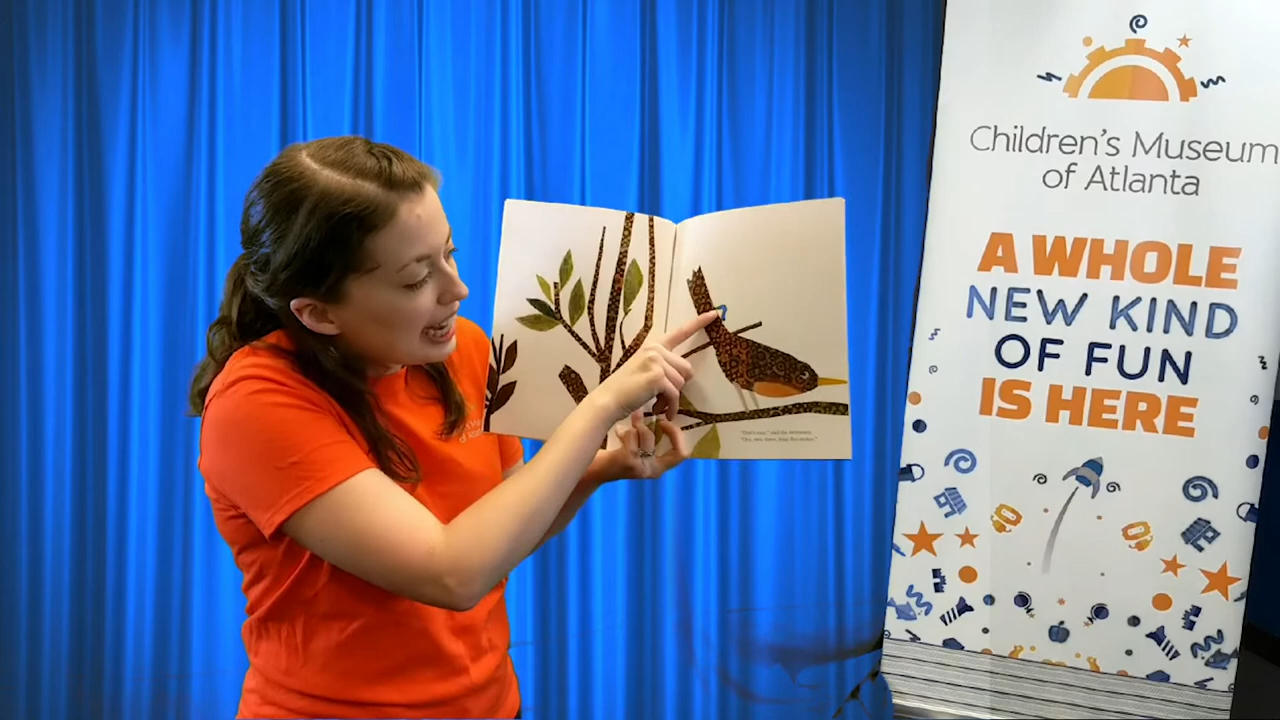 Children's Museum
of Atlanta
A WHOLE
NEW KIND
OF FUN
IS HERE